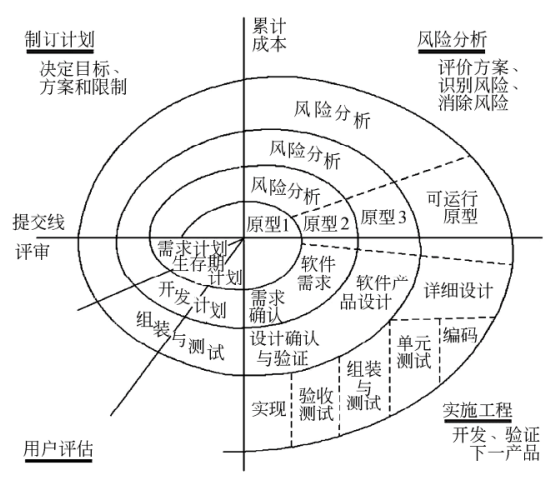 制订计划
决定目标、
方案和限制
累计
成本
风险分析
评价方案、
识别风险、
消除风险
风险分析
风险分析
风险分析
原型1
原型2
原型3
可运行
原型
提交线
评审
需求计划
生存期
计划
开发计划
组装与测试
软件
需求
需求
确认
软件产
品设计
详细设计
设计确认
与验证
实现
验收
测试
组装
与
测试
单元
测试
编码
用户评估
实施工程
开发、验证
下一产品